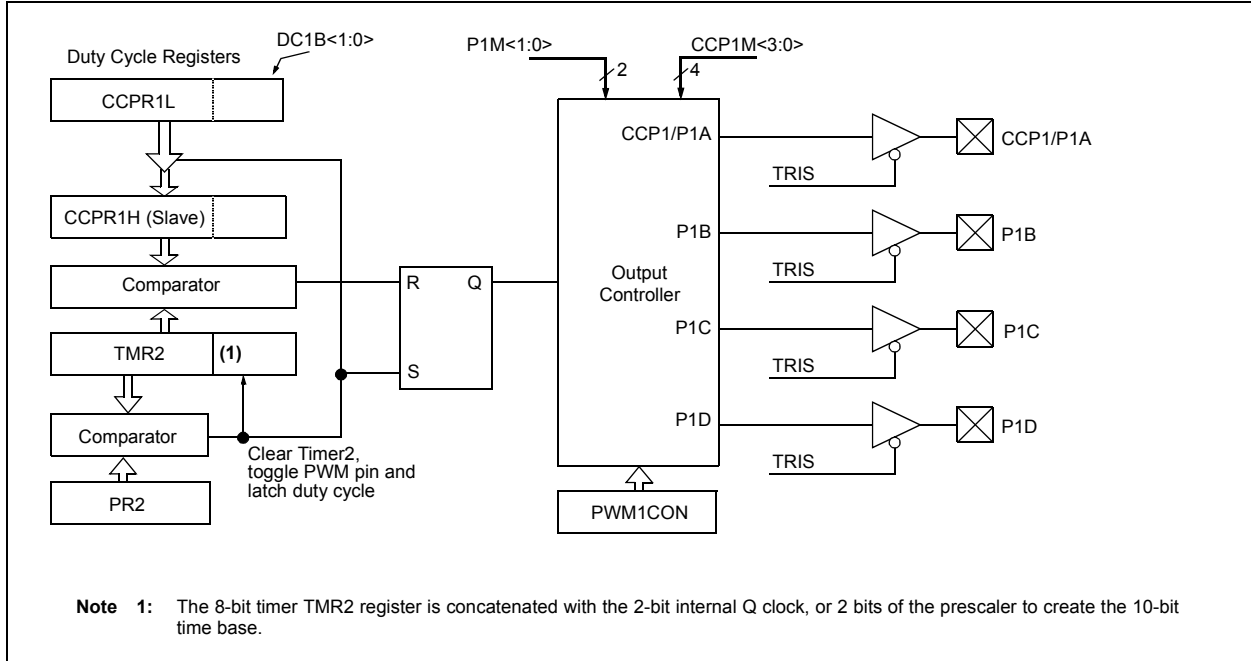 DC1B<1:0>
Duty Cycle Registers
CCPR1L
CCPR1H (Slave)
Comparator
TMR2
(1)
Comparator
PR2
Clear Timer2,
toggle PWM pin and
latch duty cycle
R
Q
S
P1M<1:0>
2
CCP1M<3:0>
4
Output
Controller
CCP1/P1A
P1B
P1C
P1D
PWM1CON
TRIS
CCP1/P1A
TRIS
P1B
TRIS
P1C
TRIS
P1D
Note 1: The 8-bit timer TMR2 register is concatenated with the 2-bit internal Q clock, or 2 bits of the prescaler to create the 10-bit
time base.